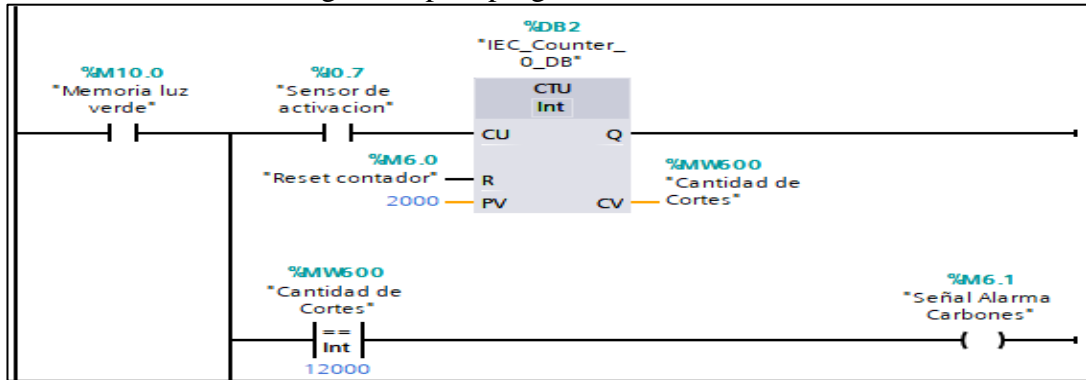 %DB2
"IEC_Counter_
0_DB"
%M10.0
"Memoria luz
verde"
%I0.7
"Sensor de
activacion"
CTU
Int
CU
Q
%M6.0
"Reset contador"
R
%MW600
"Cantidad de
Cortes"
2000
PV
CV
%MW600
"Cantidad de
Cortes"
==
Int
12000
%M6.1
"Señal Alarma
Carbones"